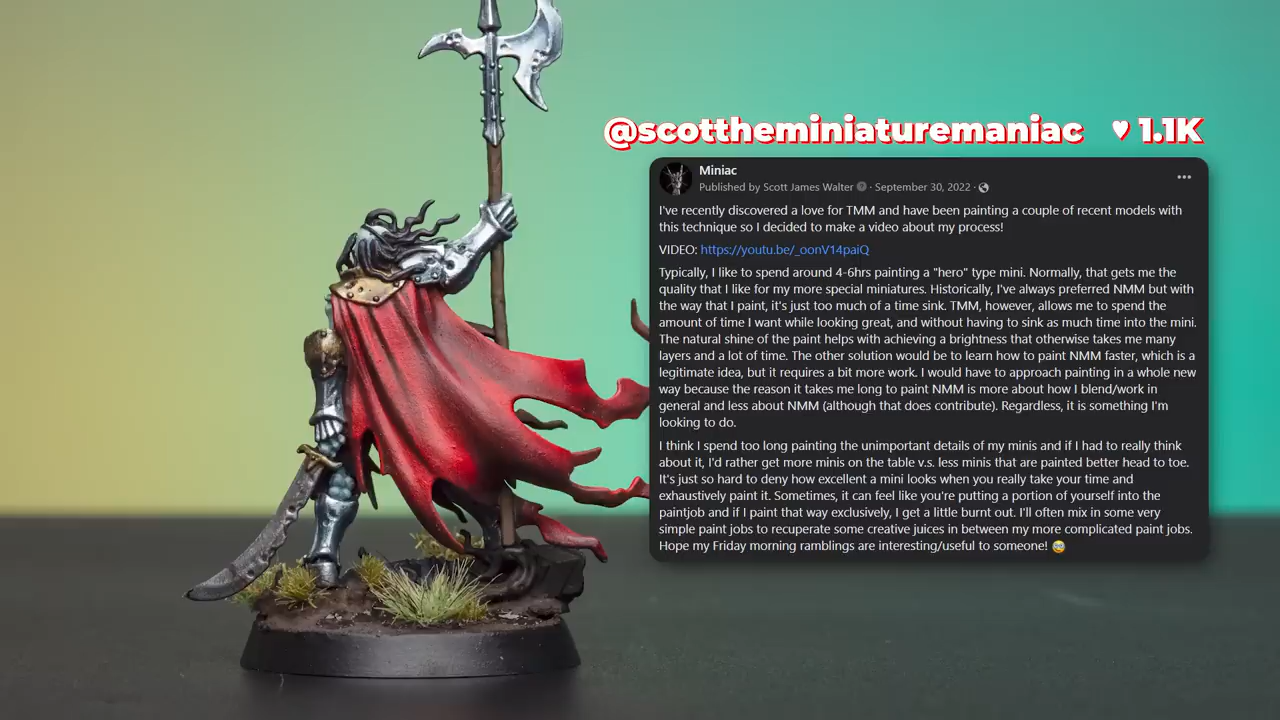 @scotttheminiaturemaniac ♥ 1.1K
Miniac
Published by Scott James Walter · September 30, 2022 ·
I've recently discovered a love for TMM and have been painting a couple of recent models with
this technique so I decided to make a video about my process!
VIDEO: https://youtu.be/_oonV14paiQ
Typically, I like to spend around 4-6hrs painting a "hero" type mini. Normally, that gets me the
quality that I like for my more special miniatures. Historically, I've always preferred NMM but with
the way that I paint, it's just too much of a time sink. TMM, however, allows me to spend the
amount of time I want while looking great, and without having to sink as much time into the mini.
The natural shine of the paint helps with achieving a brightness that otherwise takes me many
layers and a lot of time. The other solution would be to learn how to paint NMM faster, which is a
legitimate idea, but it requires a bit more work. I would have to approach painting in a whole new
way because the reason it takes me long to paint NMM is more about how I blend/work in
general and less about NMM (although that does contribute). Regardless, it is something I'm
looking to do.
I think I spend too long painting the unimportant details of my minis and if I had to really think
about it, I'd rather get more minis on the table v.s. less minis that are painted better head to toe.
It's just so hard to deny how excellent a mini looks when you really take your time and
exhaustively paint it. Sometimes, it can feel like you're putting a portion of yourself into the
paintjob and if I paint that way exclusively, I get a little burnt out. I'll often mix in some very
simple paint jobs to recuperate some creative juices in between my more complicated paint jobs.
Hope my Friday morning ramblings are interesting/useful to someone! 🤓